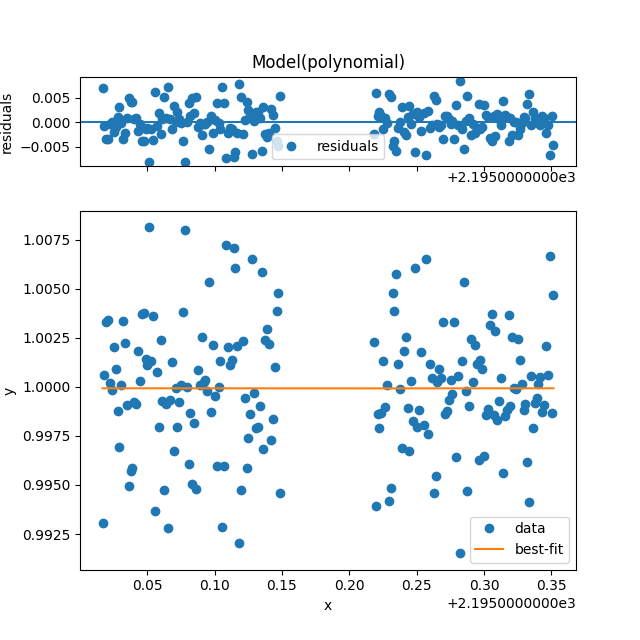 Model(polynomial)
residuals
0.005
0.000
−0.005
residuals
+2.1950000000e3
y
1.0075
1.0050
1.0025
1.0000
0.9975
0.9950
0.9925
data
best-fit
0.05 0.10 0.15 0.20 0.25 0.30 0.35
x
+2.1950000000e3